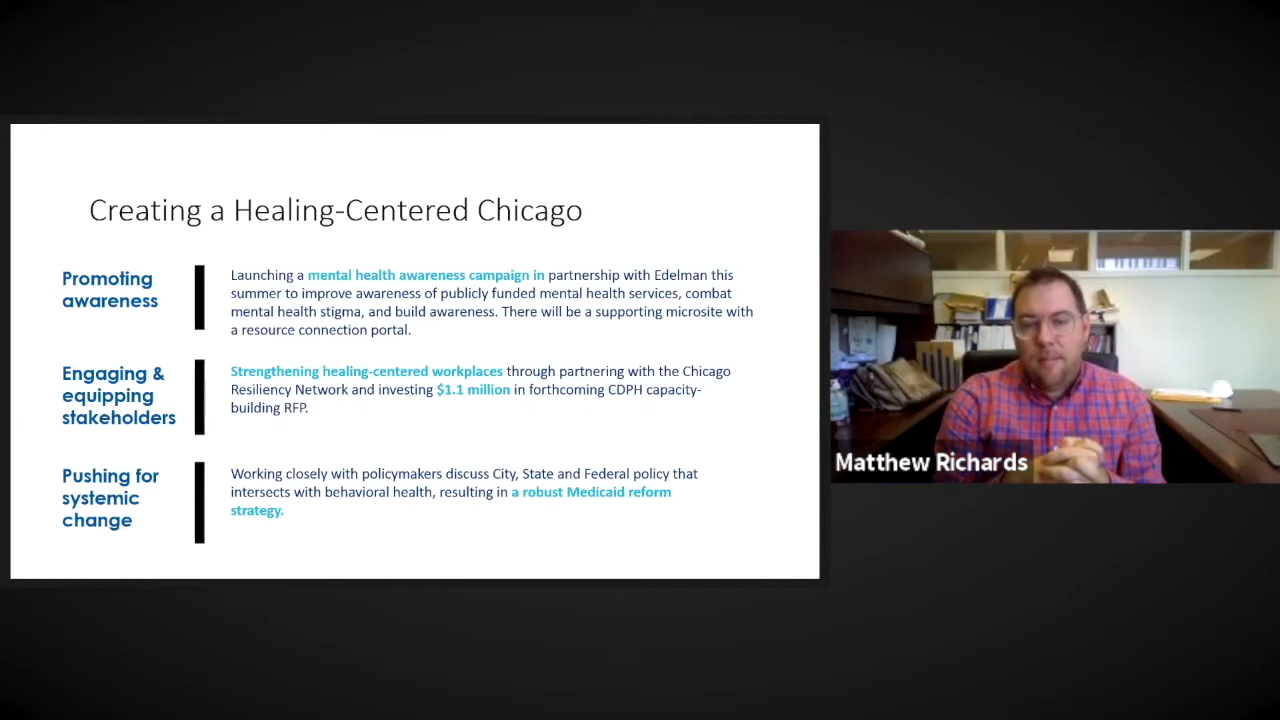 Creating a Healing-Centered Chicago
Promoting
awareness
Launching a mental health awareness campaign in partnership with Edelman this
summer to improve awareness of publicly funded mental health services, combat
mental health stigma, and build awareness. There will be a supporting microsite with
a resource connection portal.
Engaging &
equipping
stakeholders
Strengthening healing-centered workplaces through partnering with the Chicago
Resiliency Network and investing $1.1 million in forthcoming CDPH capacity-
building RFP.
Pushing for
systemic
change
Working closely with policymakers discuss City, State and Federal policy that
intersects with behavioral health, resulting in a robust Medicaid reform
strategy.
Matthew Richards